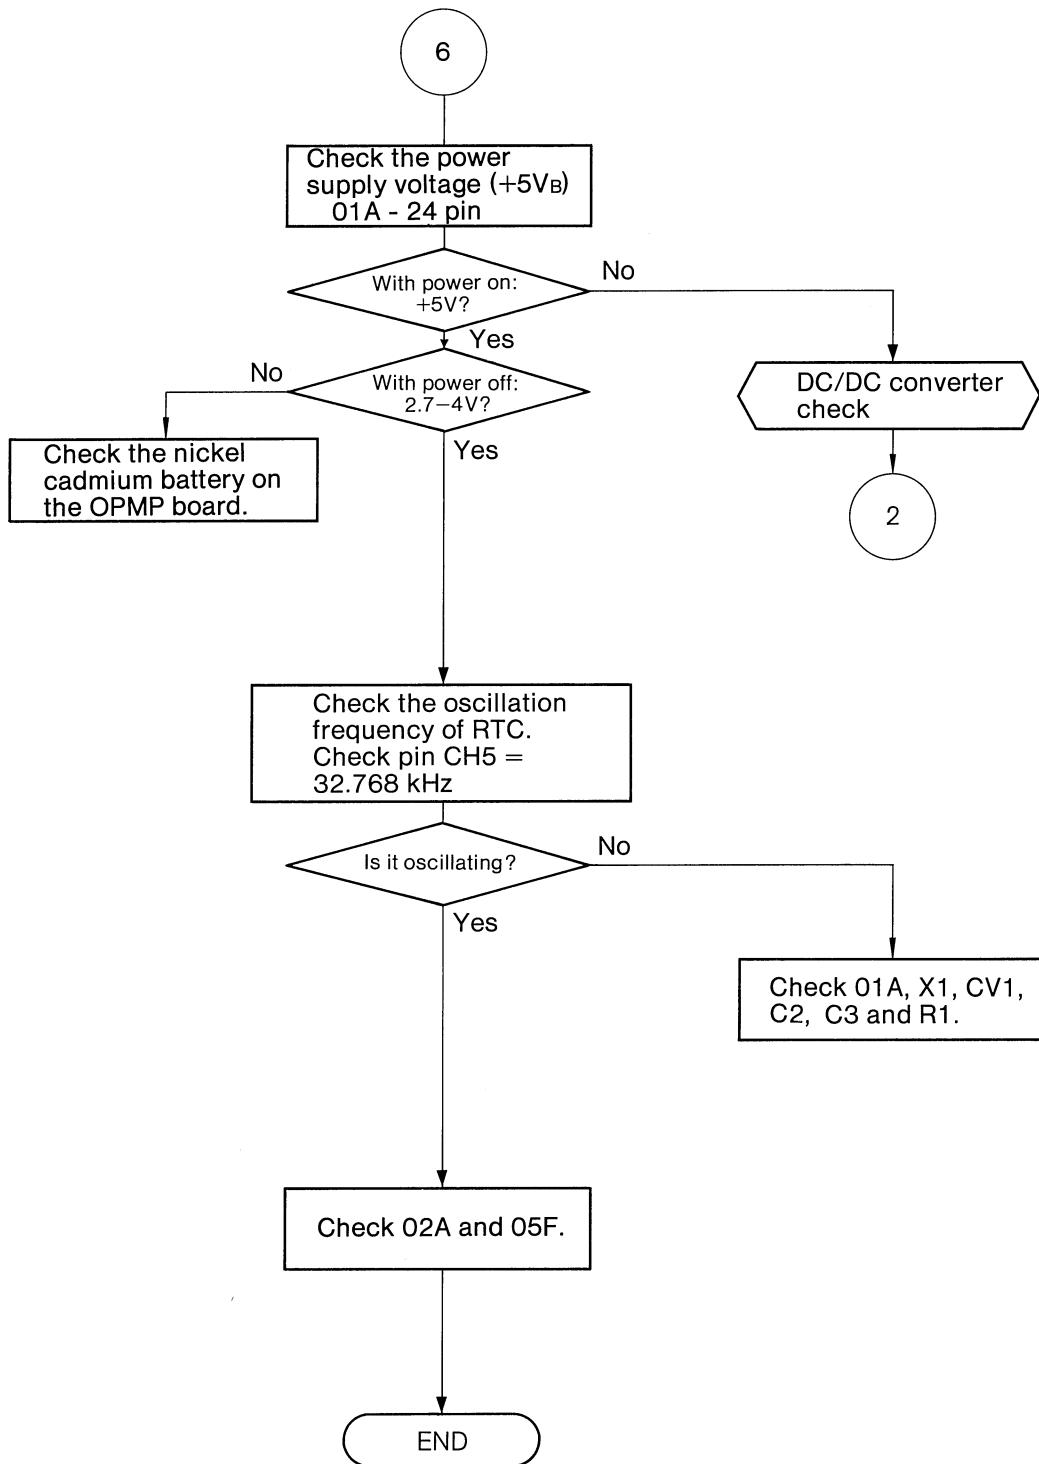 6
Check the power
supply voltage (+5VB)
01A - 24 pin
With power on:
+5V?
No
Yes
With power off:
2.7–4V?
No
Yes
DC/DC converter
check
2
Check the nickel
cadmium battery on
the OPMP board.
Check the oscillation
frequency of RTC.
Check pin CH5 =
32.768 kHz
Is it oscillating?
No
Yes
Check 01A, X1, CV1,
C2, C3 and R1.
Check 02A and 05F.
END